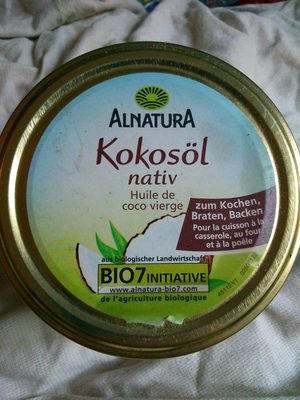 ALNATURA
Kokosöl
nativ
Huile de
coco vierge
zum Kochen,
Braten, Backen
Pour la cuisson à la
casserole, au four
et à la poêle
aus biologischer Landwirtschaft
BIO7 INITIATIVE
www.alnatura-bio7.com
de l'agriculture biologique